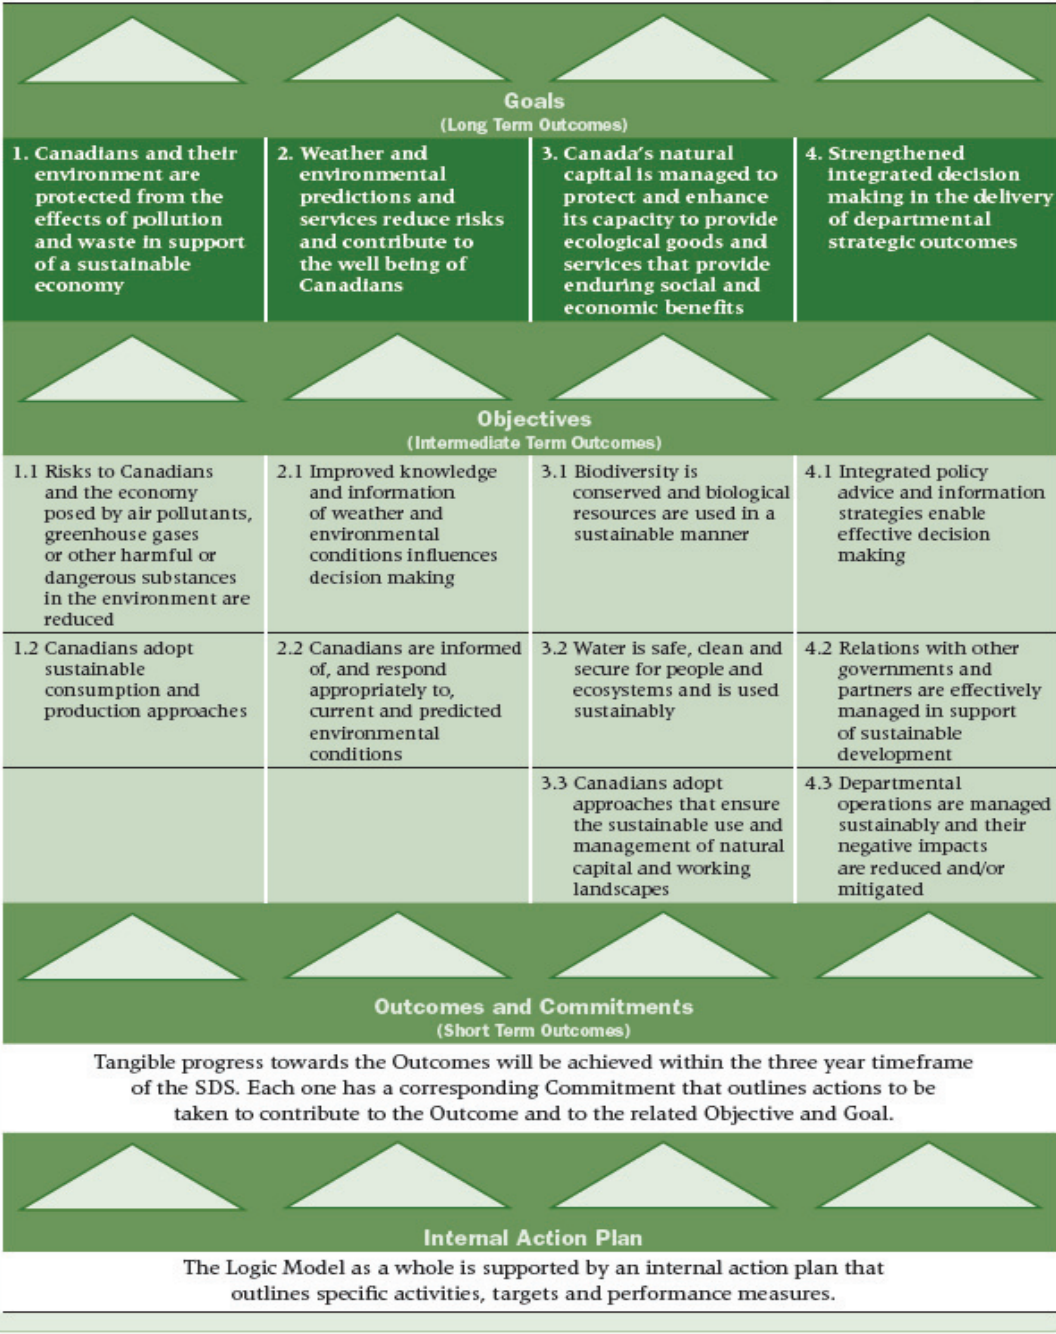 Goals
(Long Term Outcomes)
1. Canadians and their
environment are
protected from the
effects of pollution
and waste in support
of a sustainable
economy
2. Weather and
environmental
predictions and
services reduce risks
and contribute to
the well being of
Canadians
3. Canada's natural
capital is managed to
protect and enhance
its capacity to provide
ecological goods and
services that provide
enduring social and
economic benefits
4. Strengthened
integrated decision
making in the delivery
of departmental
strategic outcomes
Objectives
(Intermediate Term Outcomes)
1.1 Risks to Canadians
and the economy
posed by air pollutants,
greenhouse gases
or other harmful or
dangerous substances
in the environment are
reduced
2.1 Improved knowledge
and information
of weather and
environmental
conditions influences
decision making
3.1 Biodiversity is
conserved and biological
resources are used in a
sustainable manner
4.1 Integrated policy
advice and information
strategies enable
effective decision
making
1.2 Canadians adopt
sustainable
consumption and
production approaches
2.2 Canadians are informed
of, and respond
appropriately to,
current and predicted
environmental
conditions
3.2 Water is safe, clean and
secure for people and
ecosystems and is used
sustainably
4.2 Relations with other
governments and
partners are effectively
managed in support
of sustainable
development
3.3 Canadians adopt
approaches that ensure
the sustainable use and
management of natural
capital and working
landscapes
4.3 Departmental
operations are managed
sustainably and their
negative impacts
are reduced and/or
mitigated
Outcomes and Commitments
(Short Term Outcomes)
Tangible progress towards the Outcomes will be achieved within the three year timeframe
of the SDS. Each one has a corresponding Commitment that outlines actions to be
taken to contribute to the Outcome and to the related Objective and Goal.
Internal Action Plan
The Logic Model as a whole is supported by an internal action plan that
outlines specific activities, targets and performance measures.